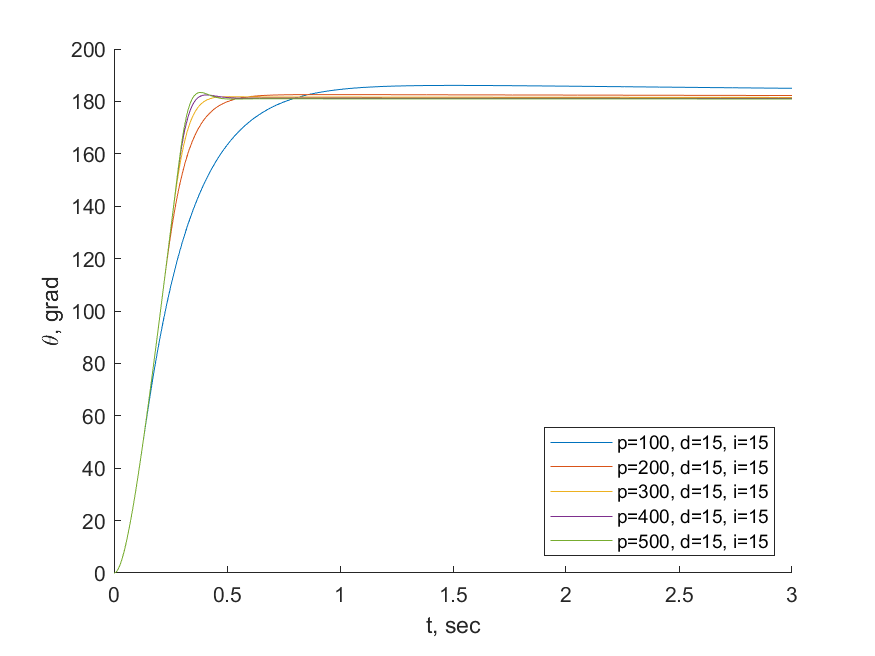 200
180
160
140
120
100
80
60
40
20
0
θ, grad
0 0.5 1 1.5 2 2.5 3
t, sec
p=100, d=15, i=15
p=200, d=15, i=15
p=300, d=15, i=15
p=400, d=15, i=15
p=500, d=15, i=15